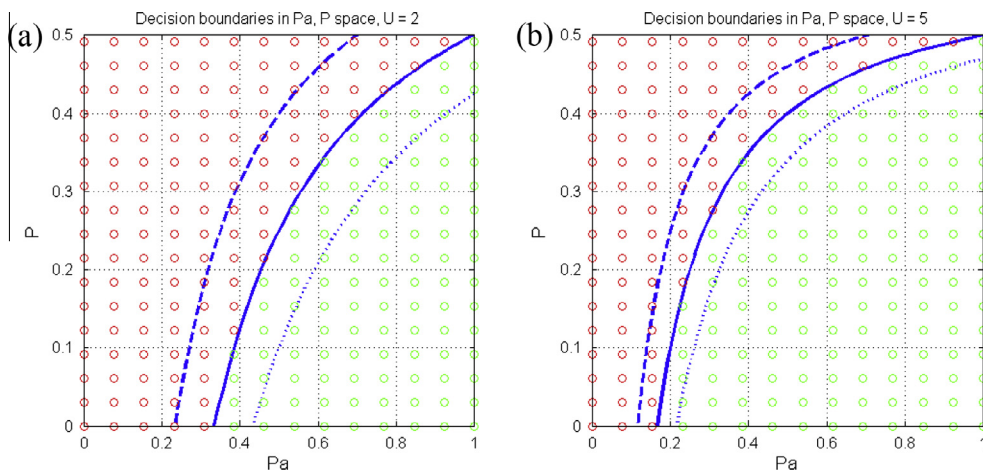 (a)
Decision boundaries in Pa, P space, U = 2
0.5
0.4
0.3
0.2
0.1
0
P
0 0.2 0.4 0.6 0.8 1
Pa
(b)
Decision boundaries in Pa, P space, U = 5
0.5
0.4
0.3
0.2
0.1
0
P
0 0.2 0.4 0.6 0.8 1
Pa